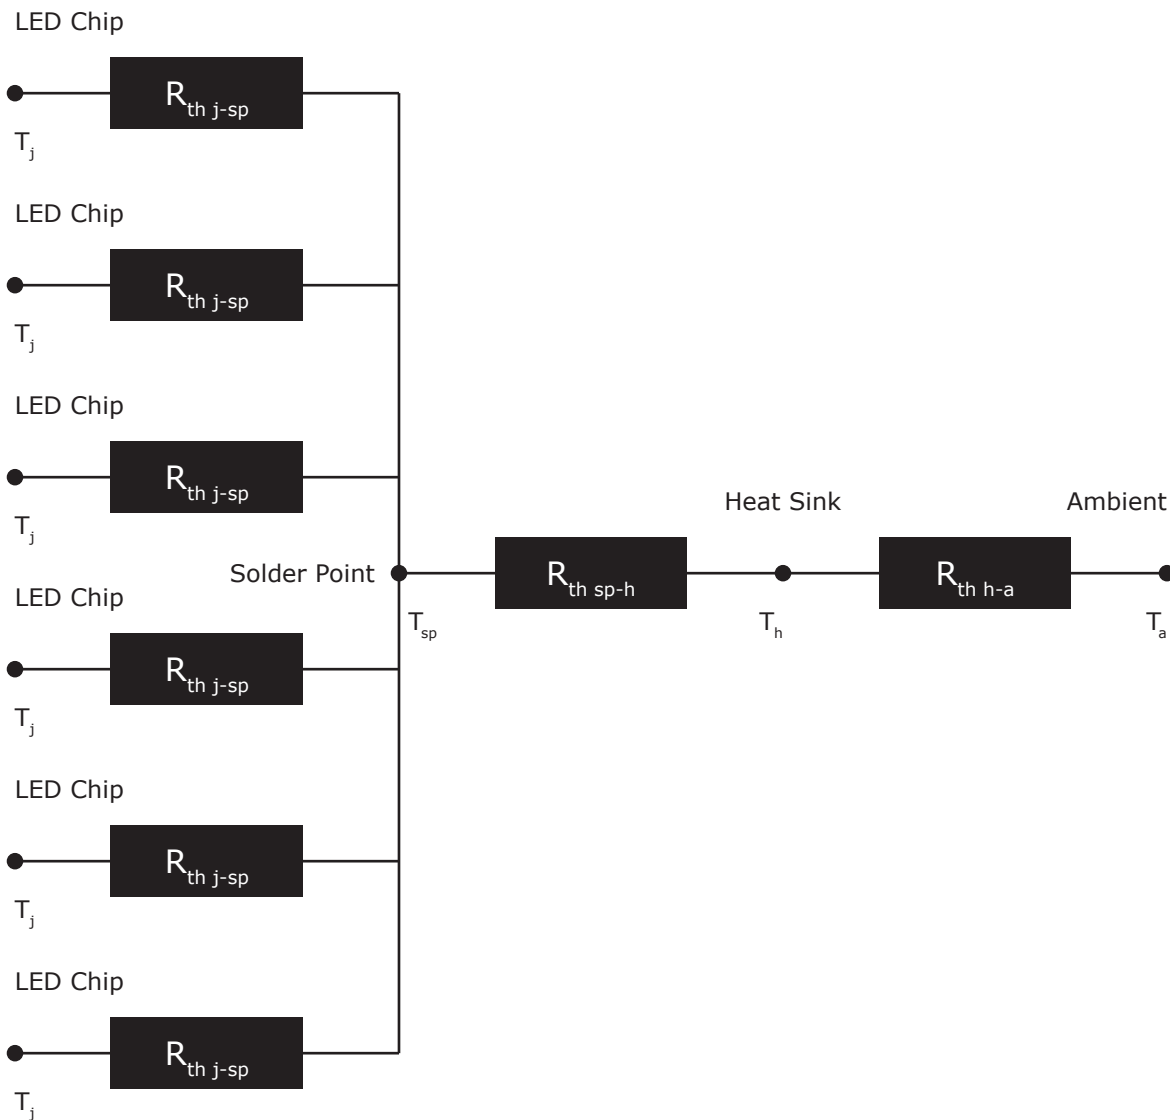 LED Chip
R th j-sp
T j
LED Chip
R th j-sp
T j
LED Chip
R th j-sp
T j
Heat Sink
Ambient
Solder Point
R th sp-h
R th h-a
T sp
T h
T a
LED Chip
R th j-sp
T j
LED Chip
R th j-sp
T j
LED Chip
R th j-sp
T j